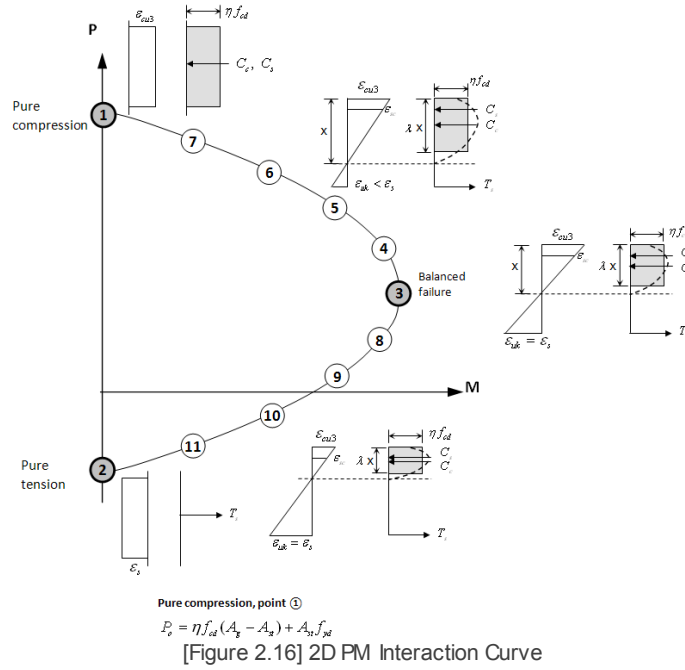 P
ε_cu3
ηf_cd
C_c, C_s
Pure
compression
1
7
6
5
4
3
Balanced
failure
8
9
10
11
2
M
Pure
tension
ε_cu3
ηf_cd
x
ε_sc
λ x
C_s
C_c
ε_uk < ε_s
T_s
ε_cu3
ηf_c
x
ε_sc
λ x
C
C
ε_uk = ε_s
T
ε_cu3
ηf_cd
ε_sc
λ x
C_s
C_c
ε_uk = ε_s
T_s
T_s
ε_s
Pure compression, point ①
P_o = ηf_cd (A_g − A_st) + A_st f_yd
[Figure 2.16] 2D PM Interaction Curve